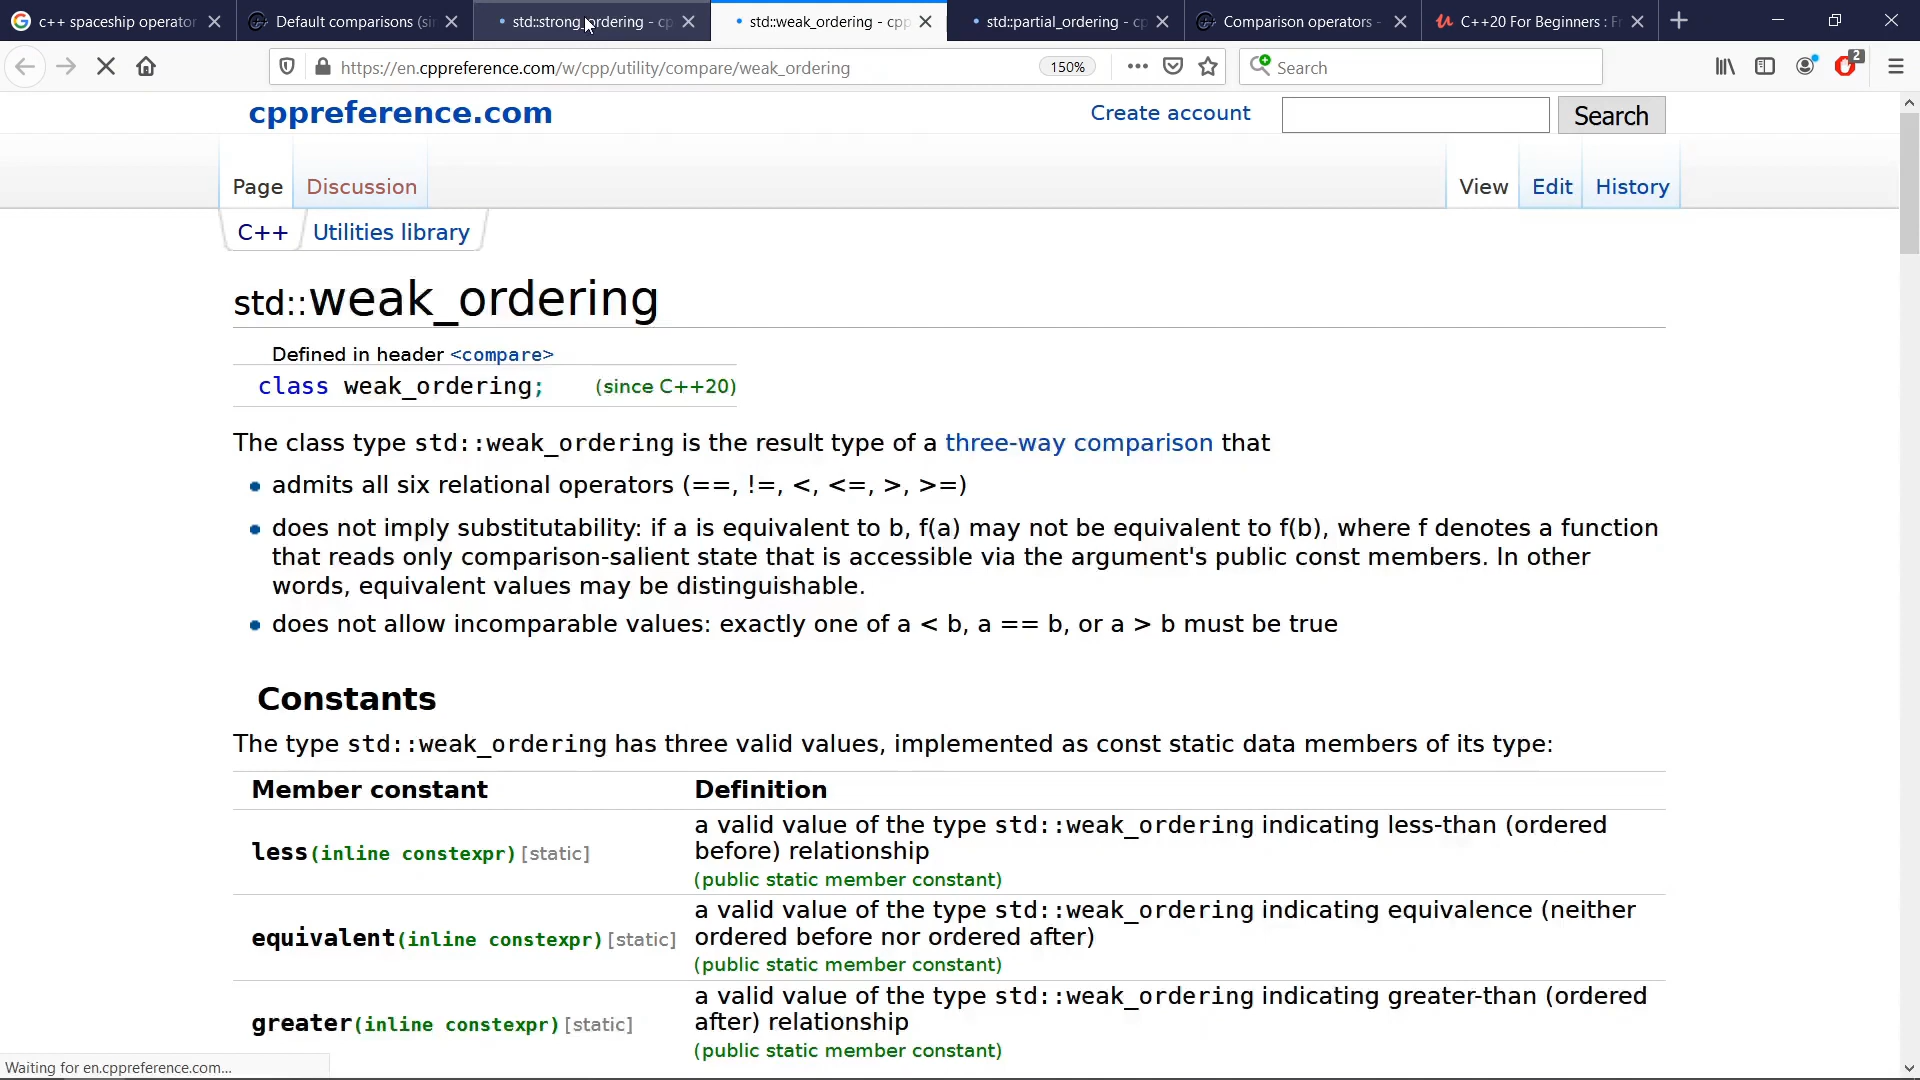 c++ spaceship operator
Default comparisons (sin
std::strong_ordering - cp
std::weak_ordering - cpp
std::partial_ordering - cp
Comparison operators -
C++20 For Beginners : Fr
https://en.cppreference.com/w/cpp/utility/compare/weak_ordering
150%
Search
2
cppreference.com
Create account
Search
Page
Discussion
View
Edit
History
C++
Utilities library
std::weak_ordering
Defined in header <compare>
class weak_ordering; (since C++20)
The class type std::weak_ordering is the result type of a three-way comparison that
admits all six relational operators (==, !=, <, <=, >, >=)
does not imply substitutability: if a is equivalent to b, f(a) may not be equivalent to f(b), where f denotes a function
that reads only comparison-salient state that is accessible via the argument's public const members. In other
words, equivalent values may be distinguishable.
does not allow incomparable values: exactly one of a < b, a == b, or a > b must be true
Constants
The type std::weak_ordering has three valid values, implemented as const static data members of its type:
Member constant Definition
less(inline constexpr)[static]
a valid value of the type std::weak_ordering indicating less-than (ordered
before) relationship
(public static member constant)
equivalent(inline constexpr)[static]
a valid value of the type std::weak_ordering indicating equivalence (neither
ordered before nor ordered after)
(public static member constant)
greater(inline constexpr)[static]
a valid value of the type std::weak_ordering indicating greater-than (ordered
after) relationship
(public static member constant)
Waiting for en.cppreference.com...